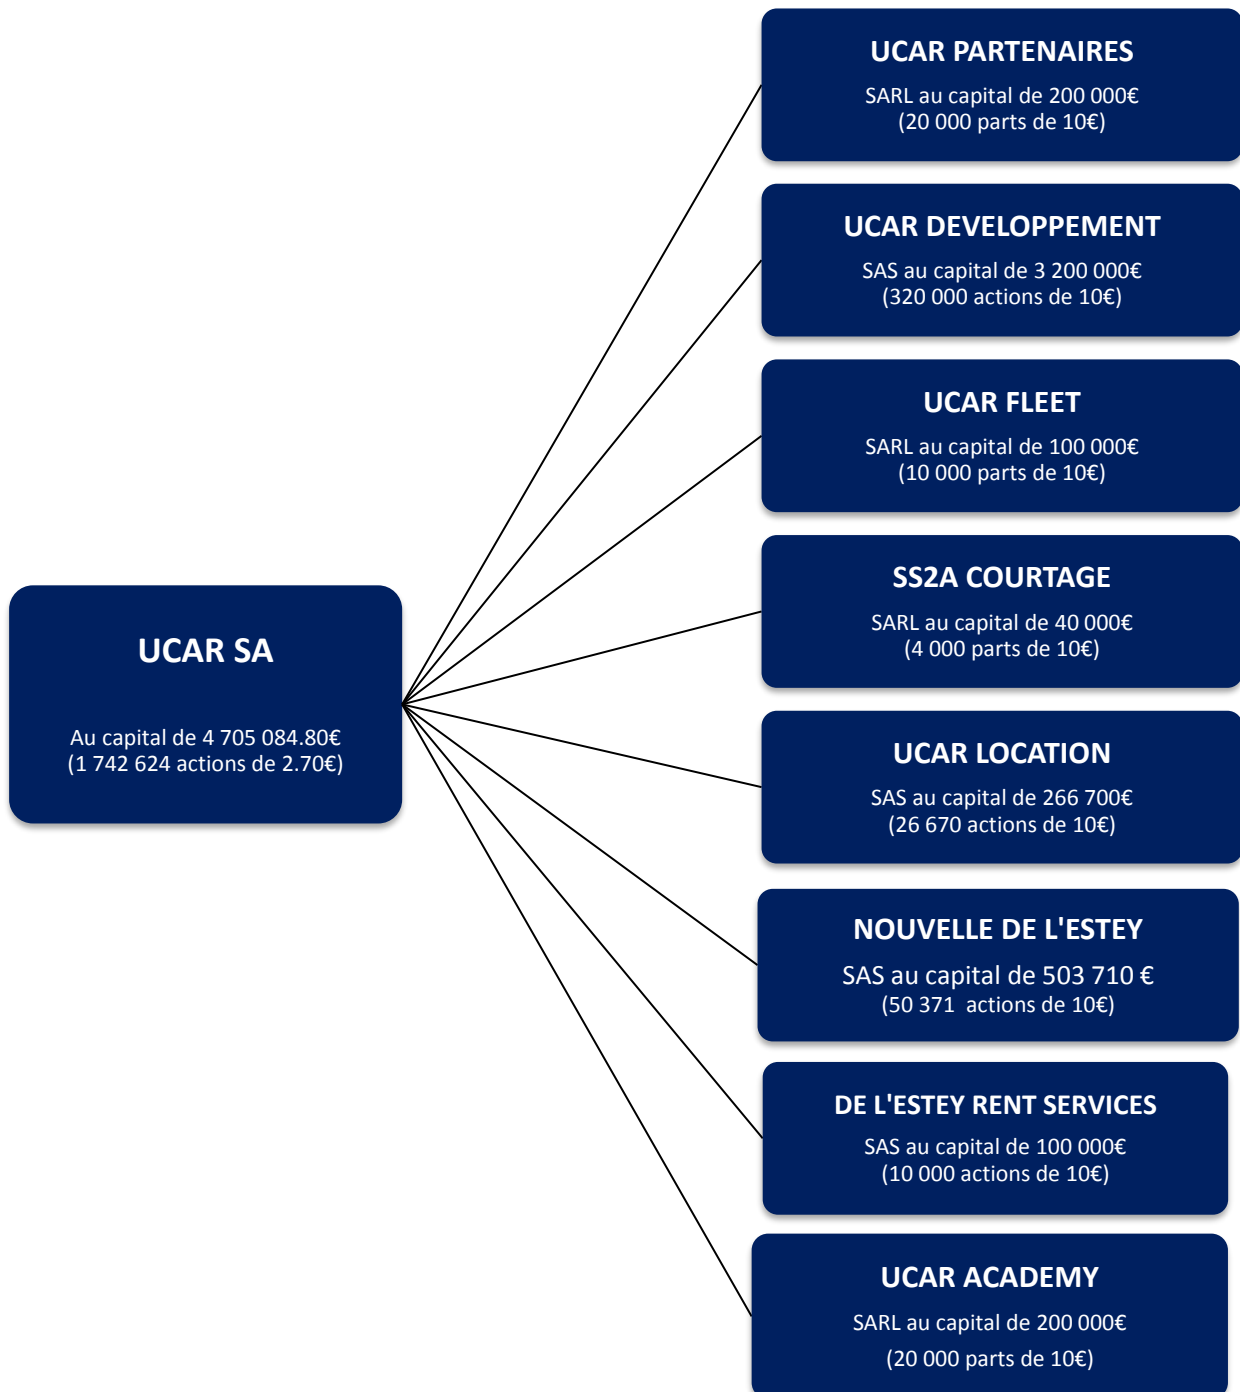 UCAR PARTENAIRES
SARL au capital de 200 000€
(20 000 parts de 10€)
UCAR DEVELOPPEMENT
SAS au capital de 3 200 000€
(320 000 actions de 10€)
UCAR FLEET
SARL au capital de 100 000€
(10 000 parts de 10€)
SS2A COURTAGE
SARL au capital de 40 000€
(4 000 parts de 10€)
UCAR SA
Au capital de 4 705 084.80€
(1 742 624 actions de 2.70€)
UCAR LOCATION
SAS au capital de 266 700€
(26 670 actions de 10€)
NOUVELLE DE L'ESTEY
SAS au capital de 503 710 €
(50 371  actions de 10€)
DE L'ESTEY RENT SERVICES
SAS au capital de 100 000€
(10 000 actions de 10€)
UCAR ACADEMY
SARL au capital de 200 000€
(20 000 parts de 10€)